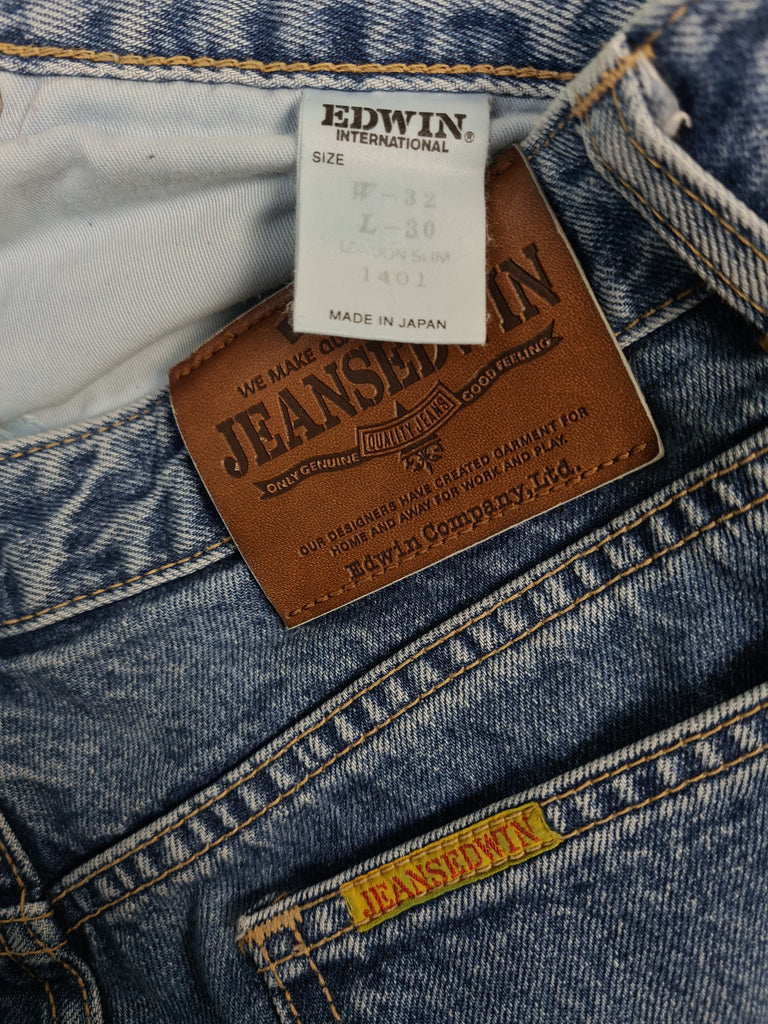 EDWIN®
INTERNATIONAL
SIZE
W-32
L-30
LONDON SLIM
1401
MADE IN JAPAN
WE MAKE
JEANSEDWIN
ONLY GENUINE QUALITY JEANS GOOD FEELING
OUR DESIGNERS HAVE CREATED GARMENT FOR
HOME AND AWAY FOR WORK AND PLAY.
Edwin Company,Ltd.
JEANSEDWIN